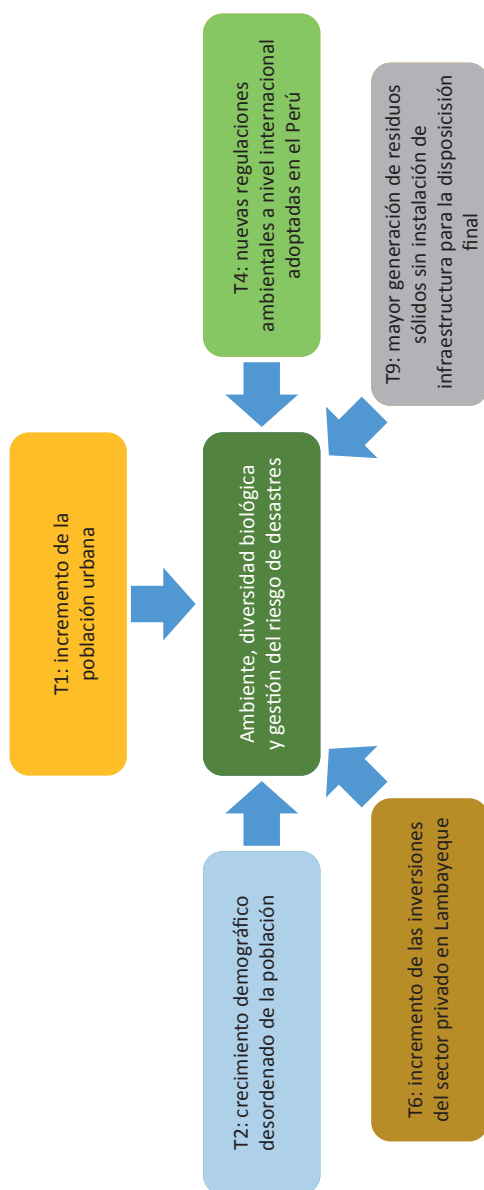 T1: incremento de la
población urbana
T2: crecimiento demográfico
desordenado de la población
Ambiente, diversidad biológica
y gestión del riesgo de desastres
T4: nuevas regulaciones
ambientales a nivel internacional
adoptadas en el Perú
T6: incremento de las inversiones
del sector privado en Lambayeque
T9: mayor generación de residuos
sólidos sin instalación de
infraestructura para la disposicisión
final